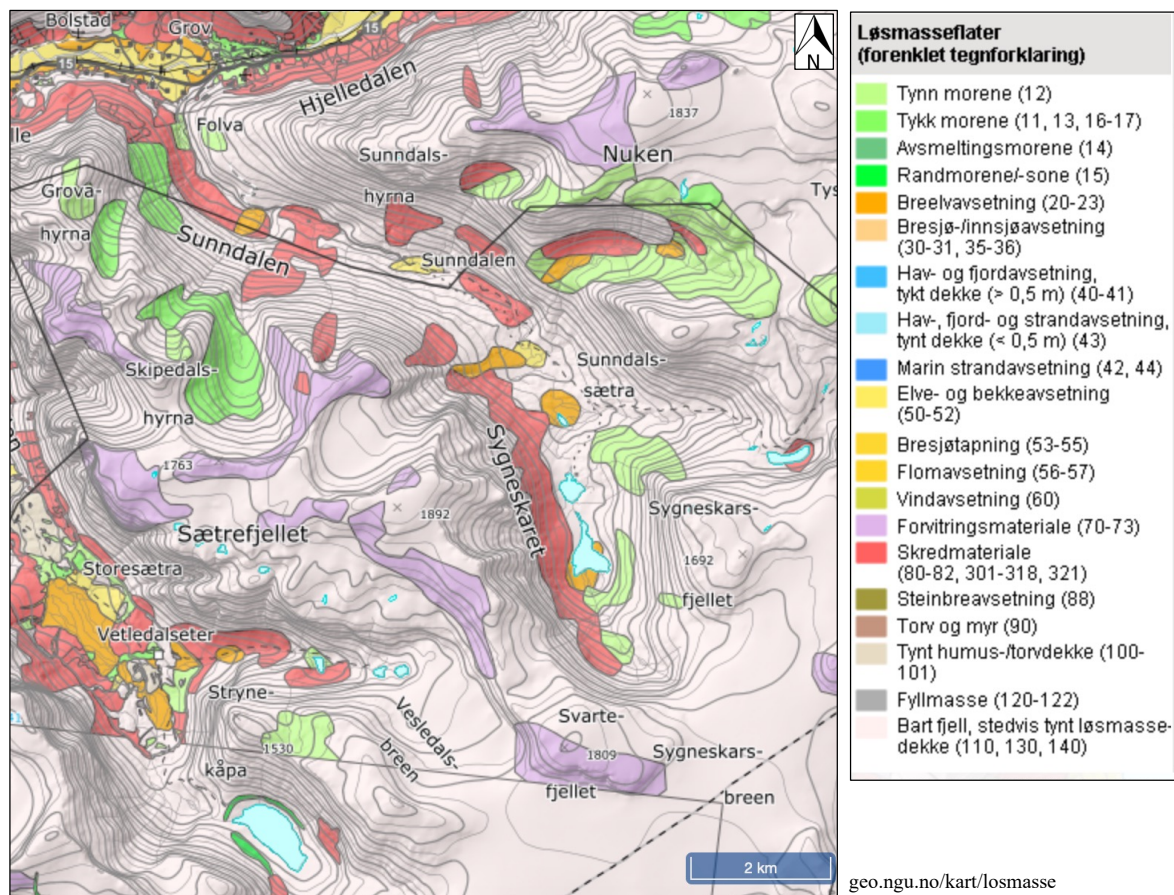 Bolstad
Grov
15
15
N
Hjelledalen
1837
Folva
Nuken
Sunndals-
hyrna
Grova-
hyrna
Sunndalen
Sunndalen
Sunndals-
sætra
Skipedals-
hyrna
Sygneskaret
1763
1892
Sygneskars-
Sætrefjellet
1692
fjellet
Storesætra
Vetledalseter
Stryne-
Vesledals-
breen
Svarte-
Sygneskars-
1530
1809
kåpa
fjellet
breen
2 km
Løsmasseflater
(forenklet tegnforklaring)
Tynn morene (12)
Tykk morene (11, 13, 16-17)
Avsmeltingsmorene (14)
Randmorene/-sone (15)
Breelvavsetning (20-23)
Bresjø-/innsjøavsetning
(30-31, 35-36)
Hav- og fjordavsetning,
tykt dekke (> 0,5 m) (40-41)
Hav-, fjord- og strandavsetning,
tynt dekke (< 0,5 m) (43)
Marin strandavsetning (42, 44)
Elve- og bekkeavsetning
(50-52)
Bresjøtapning (53-55)
Flomavsetning (56-57)
Vindavsetning (60)
Forvitringsmateriale (70-73)
Skredmateriale
(80-82, 301-318, 321)
Steinbreavsetning (88)
Torv og myr (90)
Tynt humus-/torvdekke (100-
101)
Fyllmasse (120-122)
Bart fjell, stedvis tynt løsmasse-
dekke (110, 130, 140)
geo.ngu.no/kart/losmasse